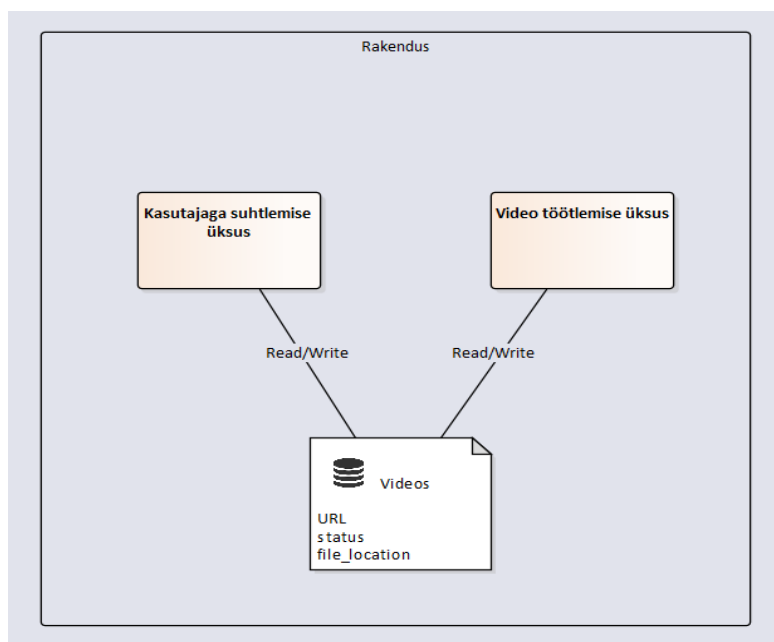 Rakendus
Kasutajaga suhtlemise
üksus
Video töötlemise üksus
Read/Write
Read/Write
Videos
URL
status
file_location